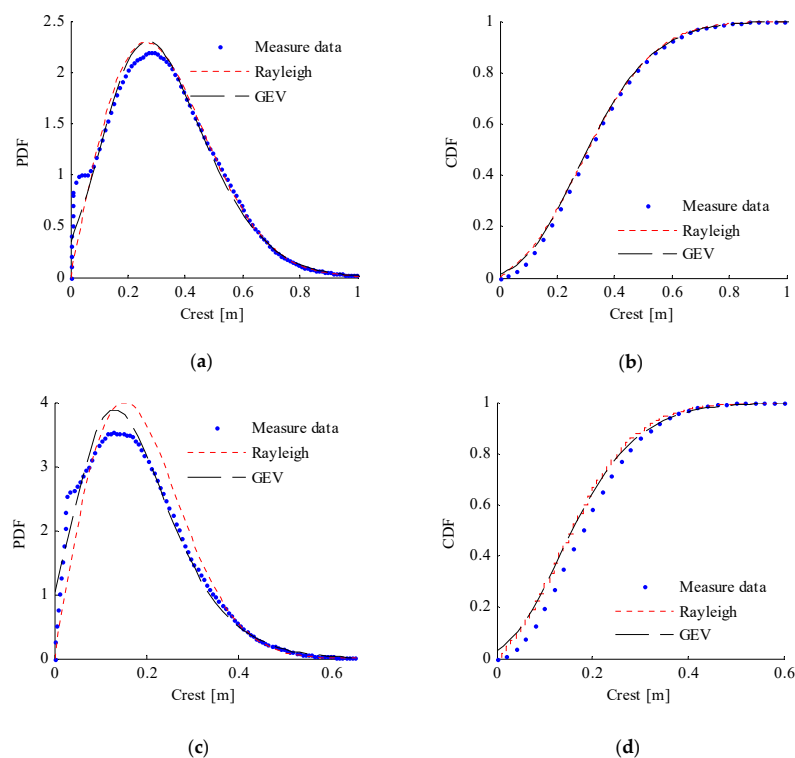 2.5
2
1.5
1
0.5
0
PDF
Measure data
Rayleigh
GEV
0 0.2 0.4 0.6 0.8 1
Crest [m]
(a)
1
0.8
0.6
0.4
0.2
0
CDF
Measure data
Rayleigh
GEV
0 0.2 0.4 0.6 0.8 1
Crest [m]
(b)
4
3
2
1
0
PDF
Measure data
Rayleigh
GEV
0 0.2 0.4 0.6
Crest [m]
(c)
1
0.8
0.6
0.4
0.2
0
CDF
Measure data
Rayleigh
GEV
0 0.2 0.4 0.6
Crest [m]
(d)